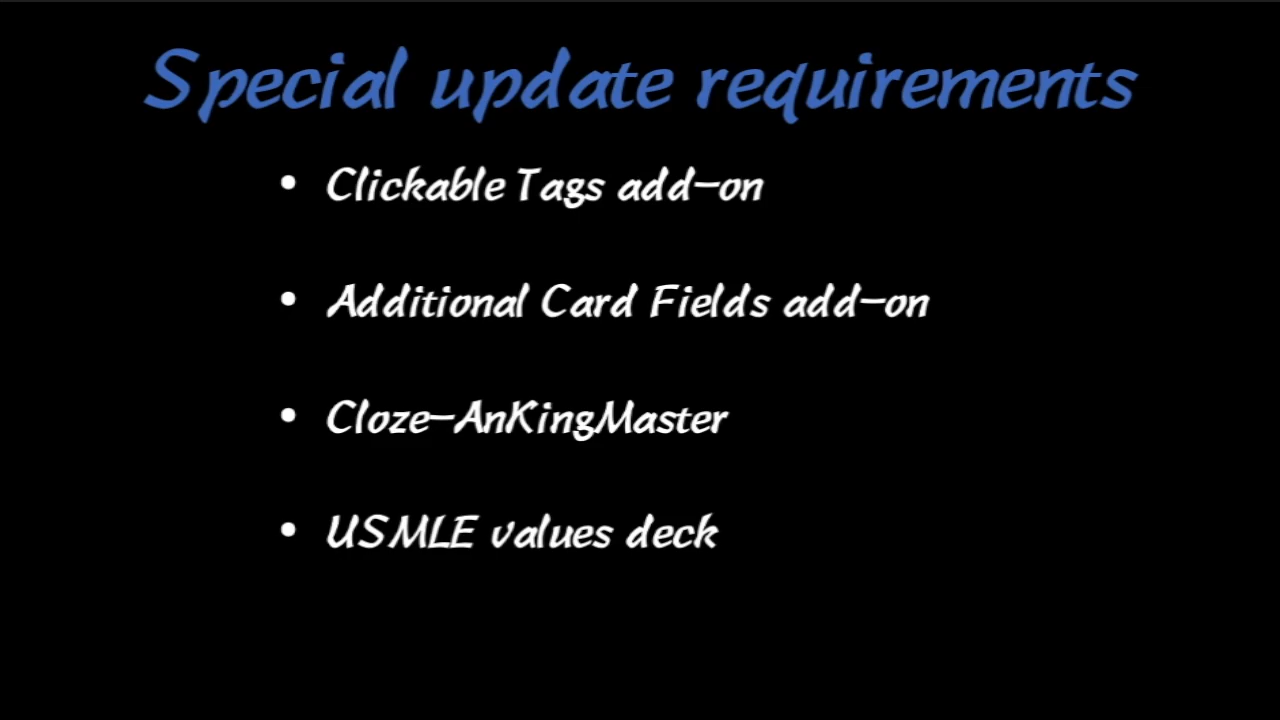 Special update requirements
• Clickable Tags add-on
• Additional Card Fields add-on
• Cloze-AnKingMaster
• USMLE values deck